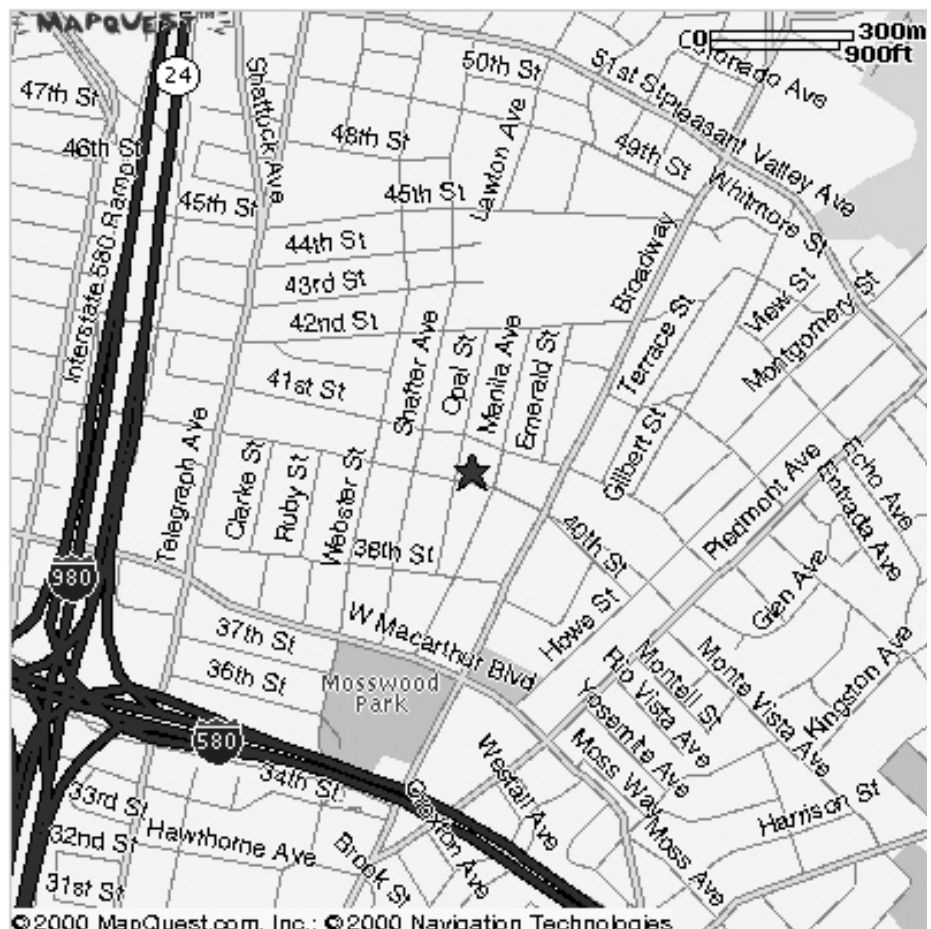 MAPQUEST™
0 300m
900ft
24
50th St
51st St
Pleasant Valley Ave
47th St
Shattuck Ave
Lawton Ave
48th St
49th St
46th St
Whitmore St
45th St
45th St
44th St
Broadway
Interstate 580 Ramp
43rd St
View St
42nd St
Montgomery St
Terrace St
Shafter Ave
Opal St
Manila Ave
Emerald St
41st St
Gilbert St
Telegraph Ave
Clarke St
Ruby St
Webster St
Piedmont Ave
Echo Ave
Entrada Ave
38th St
40th St
980
Glen Ave
Howe St
W Macarthur Blvd
37th St
36th St
Mosswood
Park
Rio Vista Ave
Montell St
Monte Vista Ave
Kingston Ave
Yosemite Ave
580
Westall Ave
Moss Way
34th St
33rd St
Harrison St
Hawthorne Ave
32nd St
Brook St
Moss Ave
31st St
©2000 MapQuest.com, Inc.; ©2000 Navigation Technologies